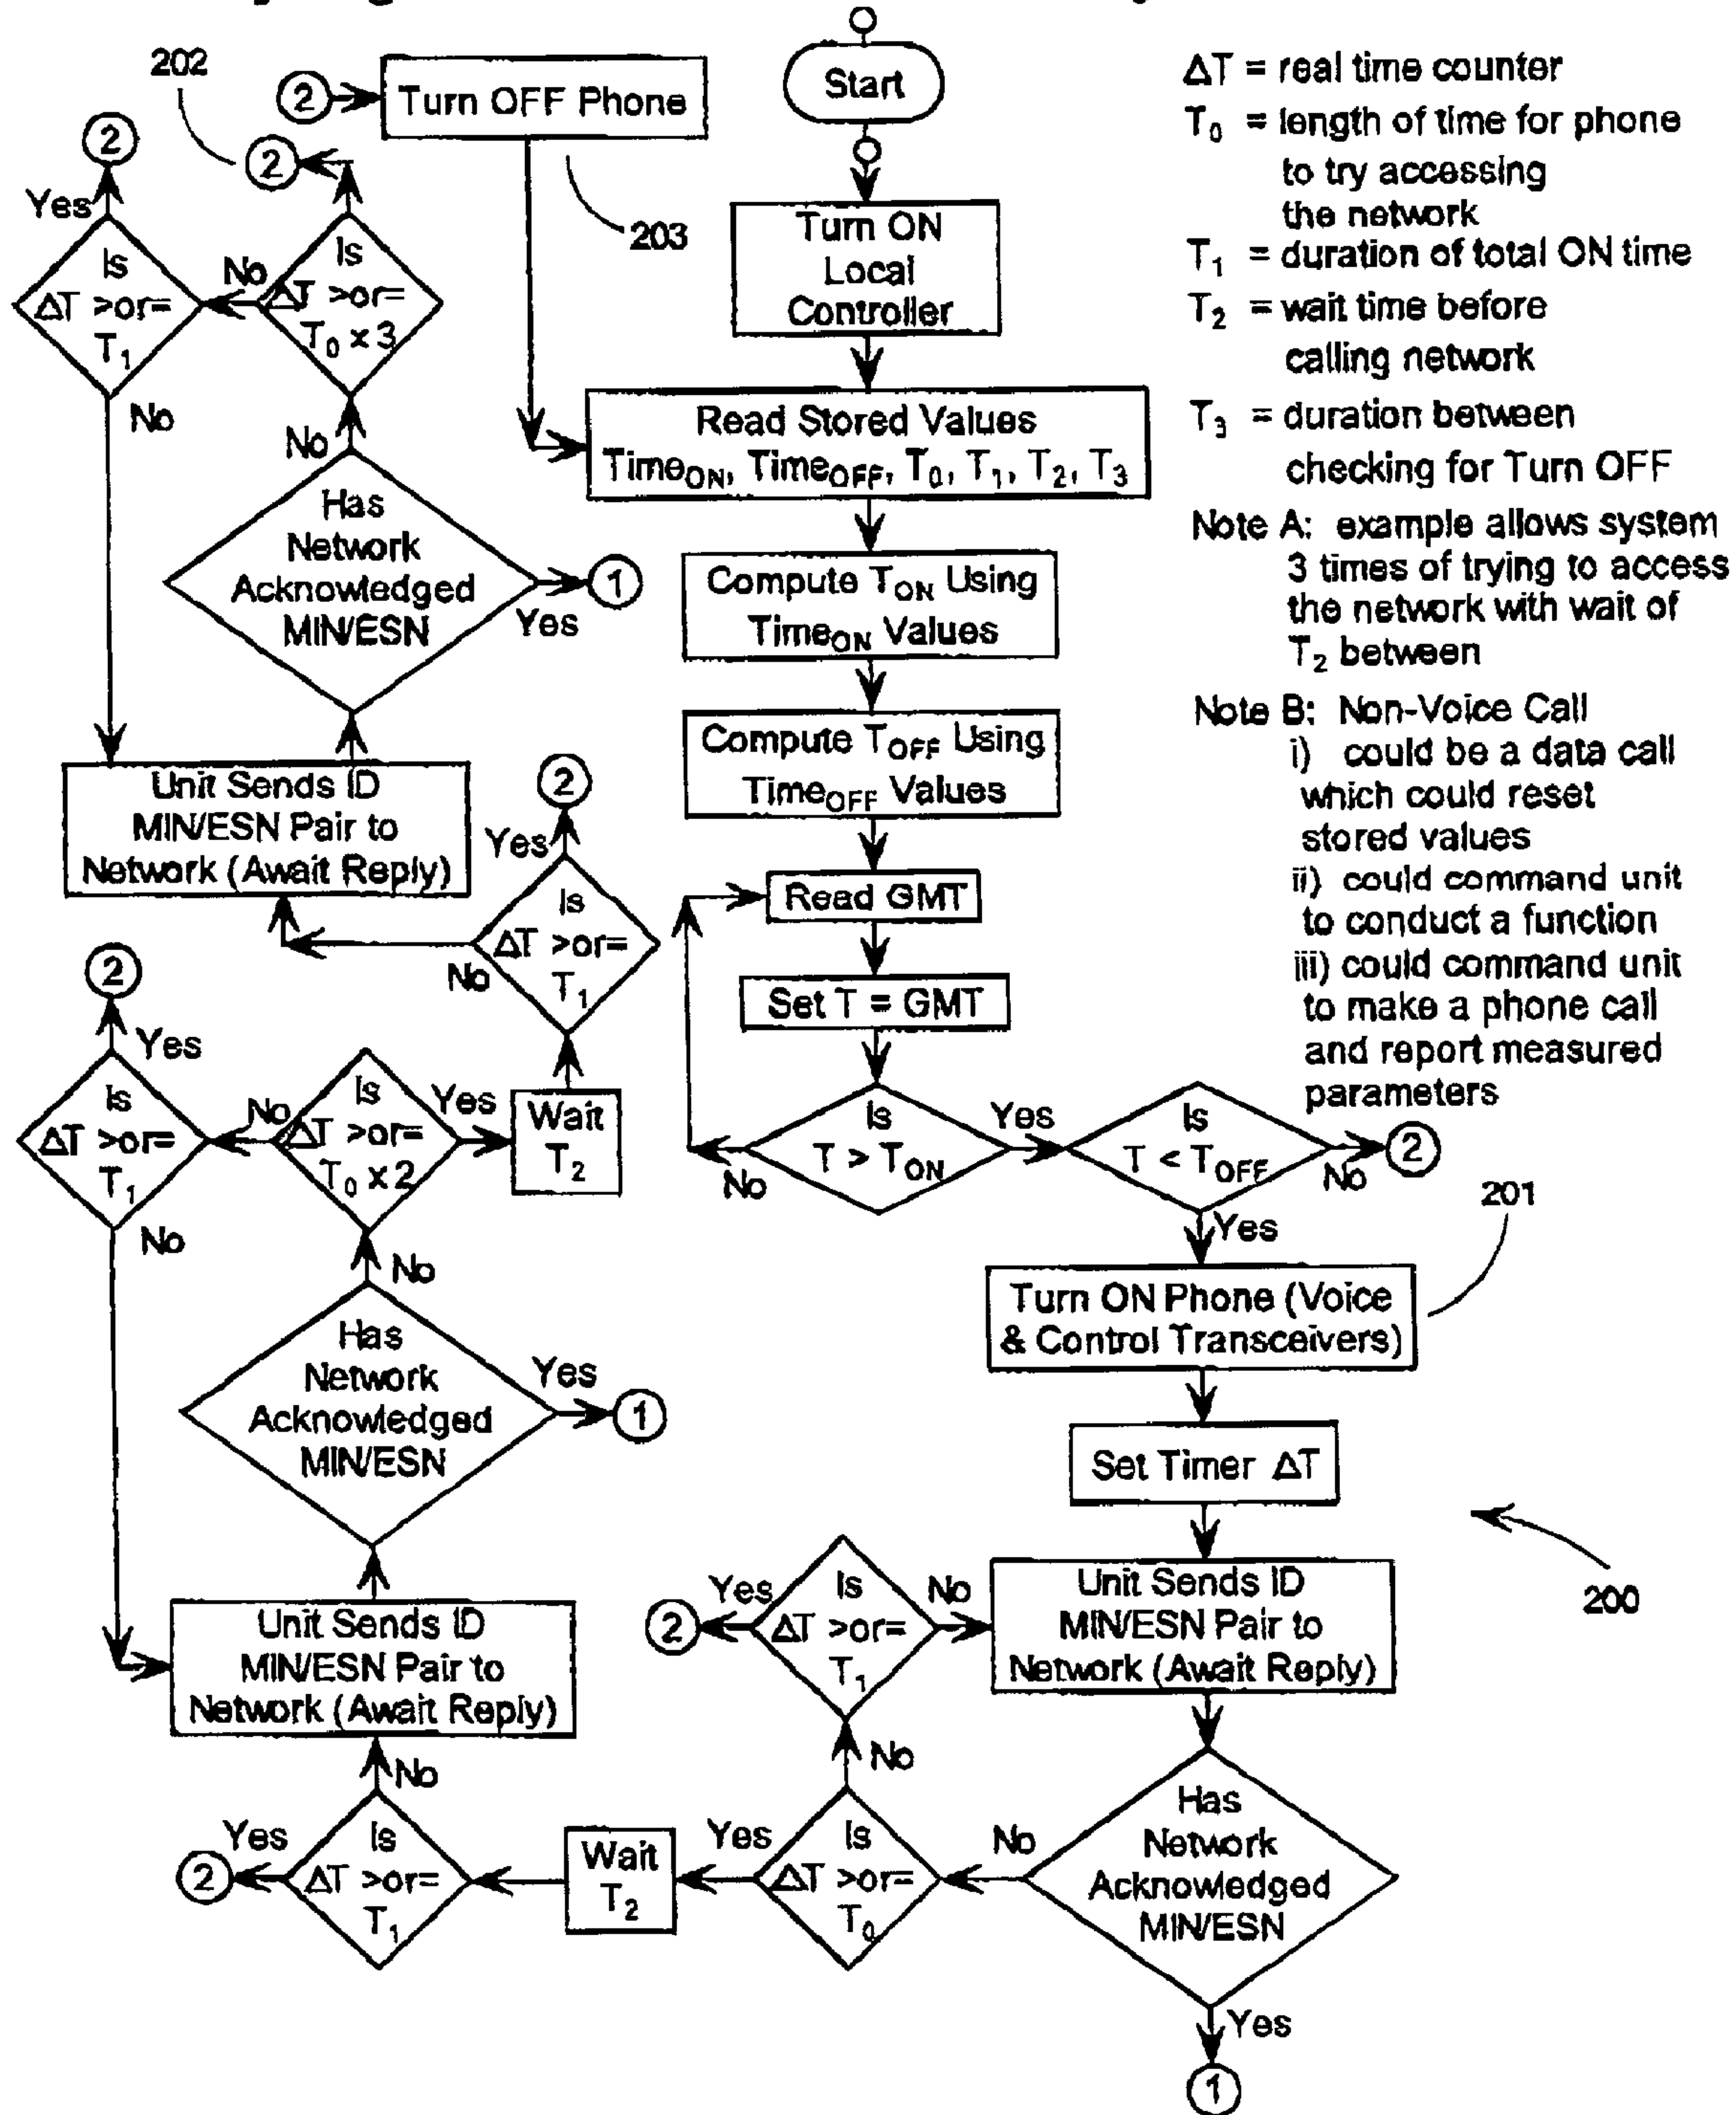 202
2
Turn OFF Phone
203
2
2
Start
Turn ON
Local
Controller
Read Stored Values
Time_ON, Time_OFF, T₀, T₁, T₂, T₃
Compute T_ON Using
Time_ON Values
Compute T_OFF Using
Time_OFF Values
Read GMT
Set T = GMT
Is
T > T_ON
No
Yes
Is
T < T_OFF
No
2
Yes
201
Turn ON Phone (Voice
& Control Transceivers)
Set Timer ΔT
200
Unit Sends ID
MIN/ESN Pair to
Network (Await Reply)
Has
Network
Acknowledged
MIN/ESN
Yes
1
No
Is
ΔT >or=
T₀
No
Is
ΔT >or=
T₁
Yes
2
No
Yes
Wait
T₂
Is
ΔT >or=
T₁
Yes
2
No
Unit Sends ID
MIN/ESN Pair to
Network (Await Reply)
Has
Network
Acknowledged
MIN/ESN
Yes
1
No
Is
ΔT >or=
T₀ x 2
No
Is
ΔT >or=
T₁
Yes
2
No
Yes
Wait
T₂
Is
ΔT >or=
T₁
Yes
2
No
Unit Sends ID
MIN/ESN Pair to
Network (Await Reply)
Has
Network
Acknowledged
MIN/ESN
Yes
1
No
Is
ΔT >or=
T₀ x 3
No
Is
ΔT >or=
T₁
Yes
No
ΔT = real time counter
T₀ = length of time for phone
to try accessing
the network
T₁ = duration of total ON time
T₂ = wait time before
calling network
T₃ = duration between
checking for Turn OFF
Note A: example allows system
3 times of trying to access
the network with wait of
T₂ between
Note B: Non-Voice Call
i) could be a data call
which could reset
stored values
ii) could command unit
to conduct a function
iii) could command unit
to make a phone call
and report measured
parameters